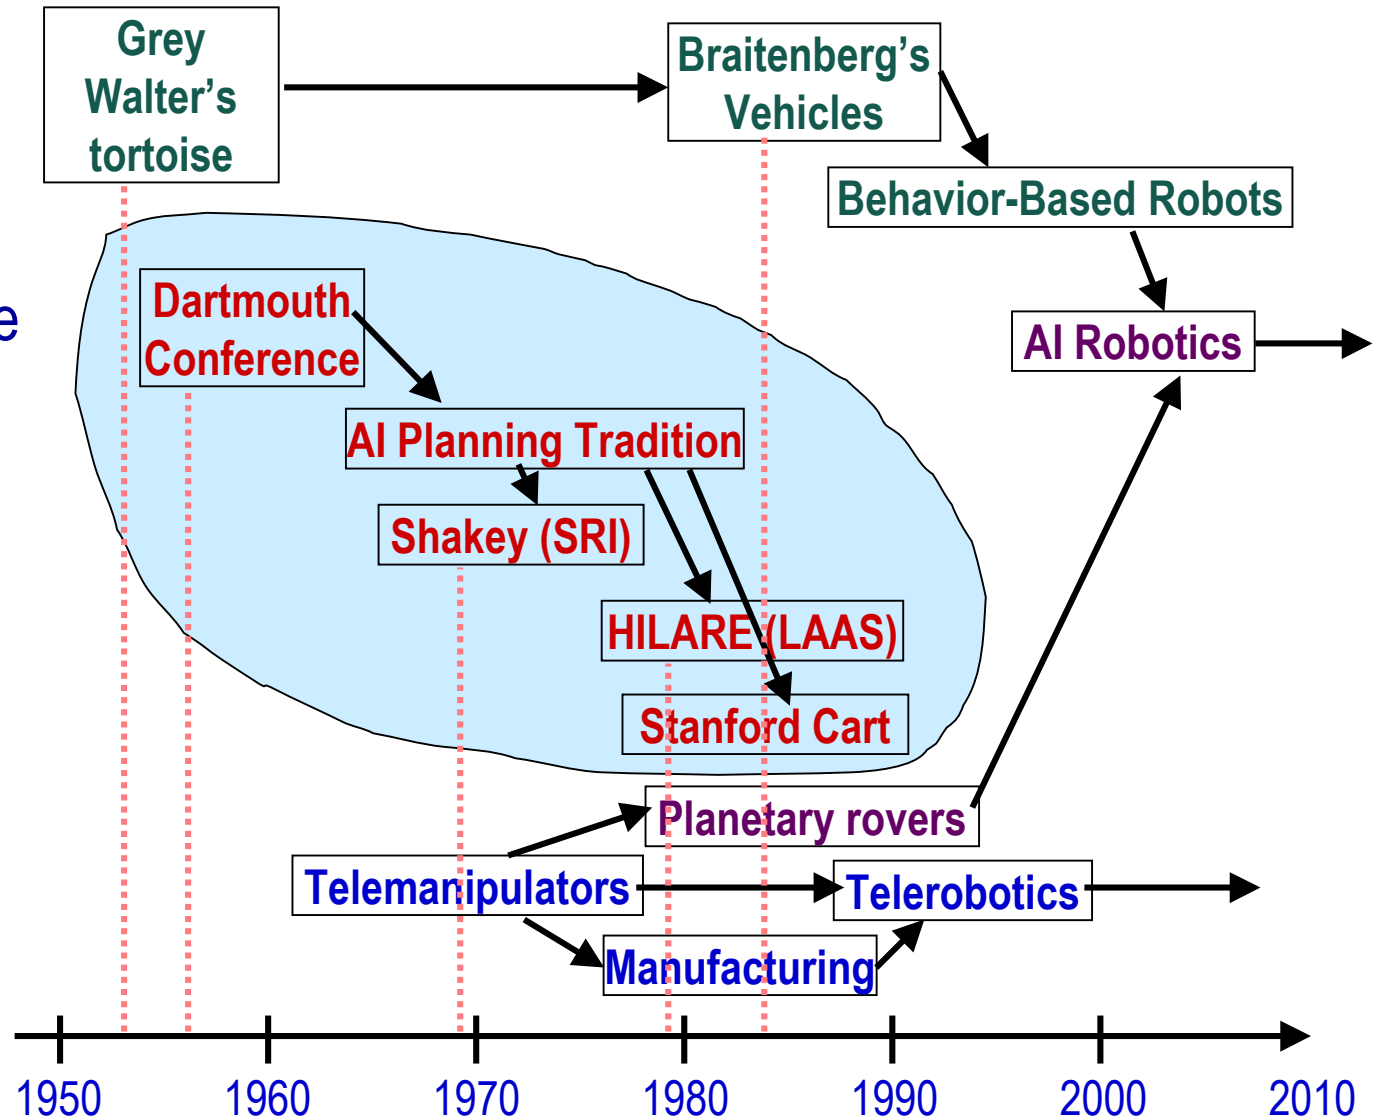 Grey
Walter's
tortoise
Braitenberg's
Vehicles
Behavior-Based Robots
e
Dartmouth
Conference
AI Robotics
AI Planning Tradition
Shakey (SRI)
HILARE (LAAS)
Stanford Cart
Planetary rovers
Telemanipulators
Telerobotics
Manufacturing
1950 1960 1970 1980 1990 2000 2010